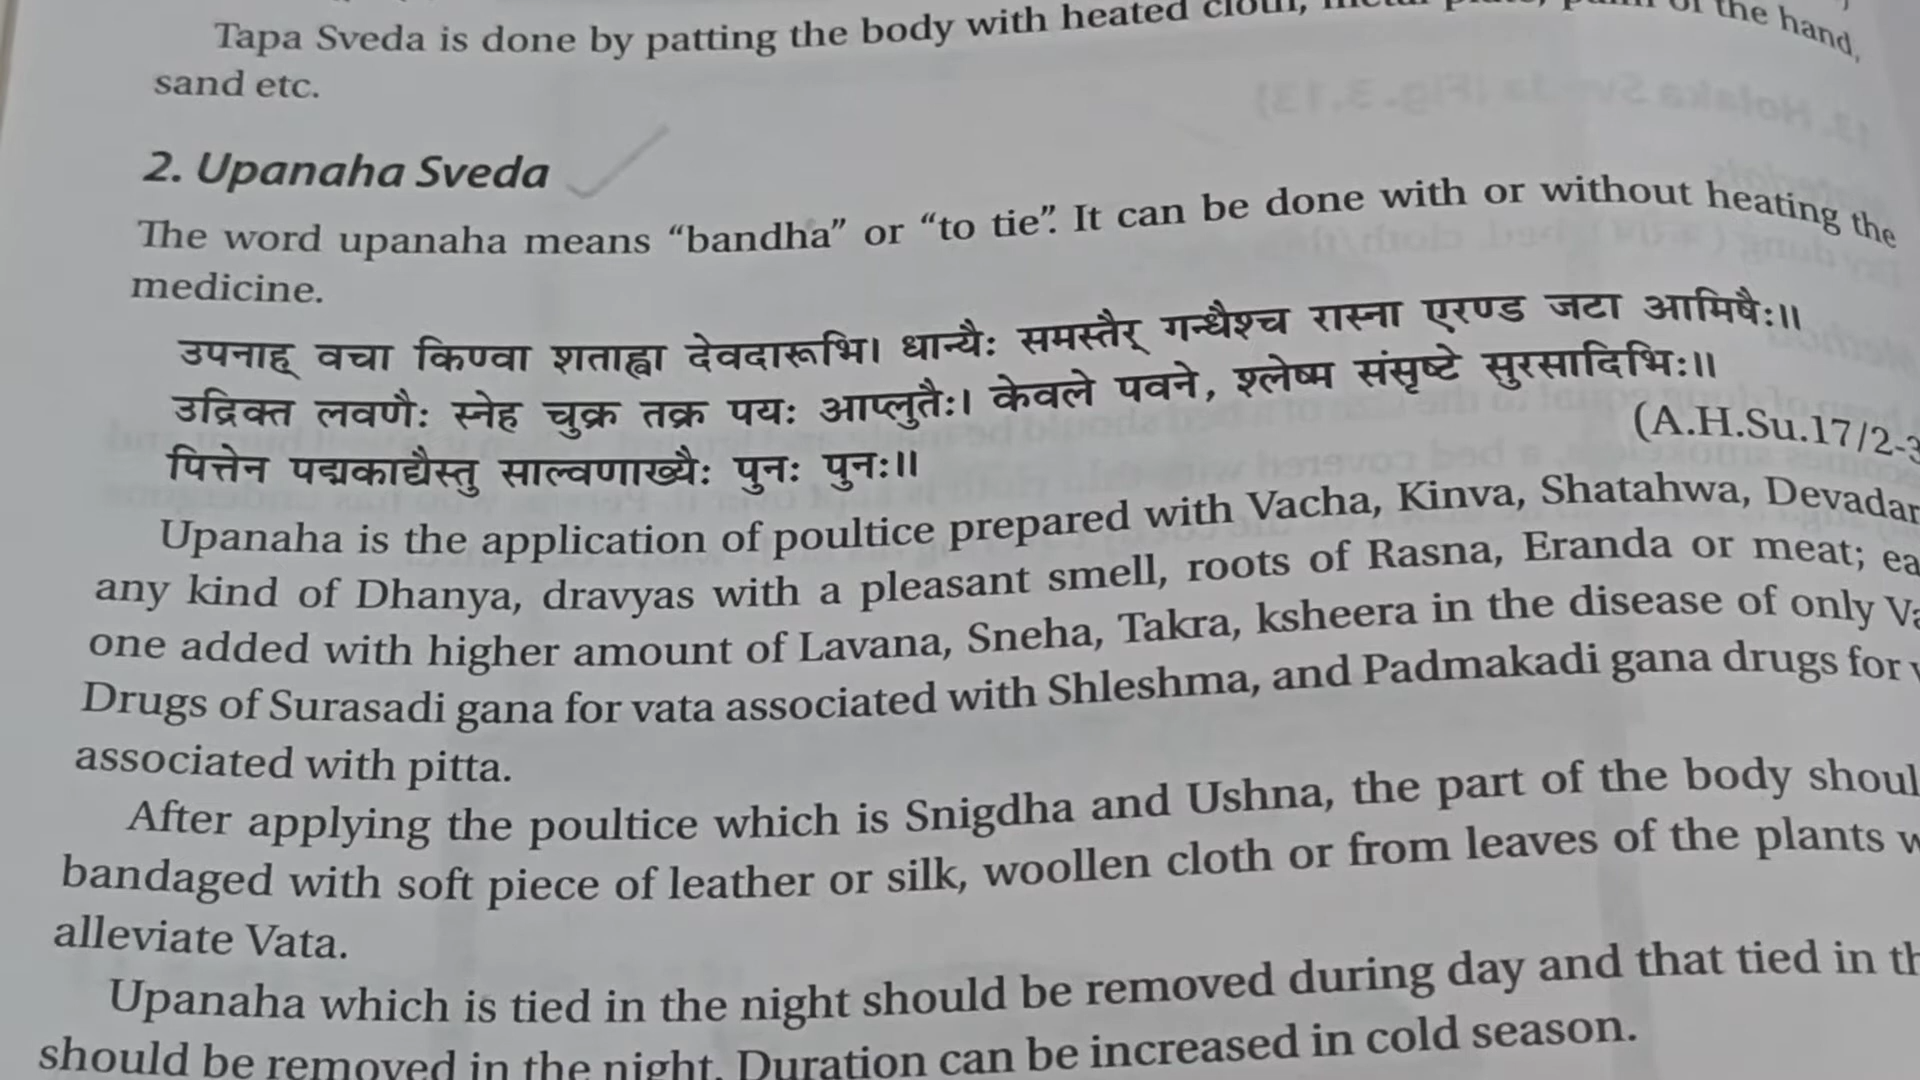 Tapa Sveda is done by patting the body with heated cloth, of the hand,
sand etc.
2. Upanaha Sveda
The word upanaha means “bandha” or “to tie”. It can be done with or without heating the
medicine.
उपनाह् वचा किण्वा शताह्वा देवदारूभि। धान्यैः समस्तैर् गन्धैश्च रास्ना एरण्ड जटा आमिषैः॥
उद्रिक्त लवणैः स्नेह चुक्र तक्र पयः आप्लुतैः। केवले पवने, श्लेष्म संसृष्टे सुरसादिभिः॥
पित्तेन पद्मकाद्यैस्तु साल्वणाख्यैः पुनः पुनः॥
(A.H.Su.17/2-3
Upanaha is the application of poultice prepared with Vacha, Kinva, Shatahwa, Devadar
any kind of Dhanya, dravyas with a pleasant smell, roots of Rasna, Eranda or meat; ea
one added with higher amount of Lavana, Sneha, Takra, ksheera in the disease of only Va
Drugs of Surasadi gana for vata associated with Shleshma, and Padmakadi gana drugs for v
associated with pitta.
After applying the poultice which is Snigdha and Ushna, the part of the body shoul
bandaged with soft piece of leather or silk, woollen cloth or from leaves of the plants w
alleviate Vata.
Upanaha which is tied in the night should be removed during day and that tied in th
should be removed in the night. Duration can be increased in cold season.